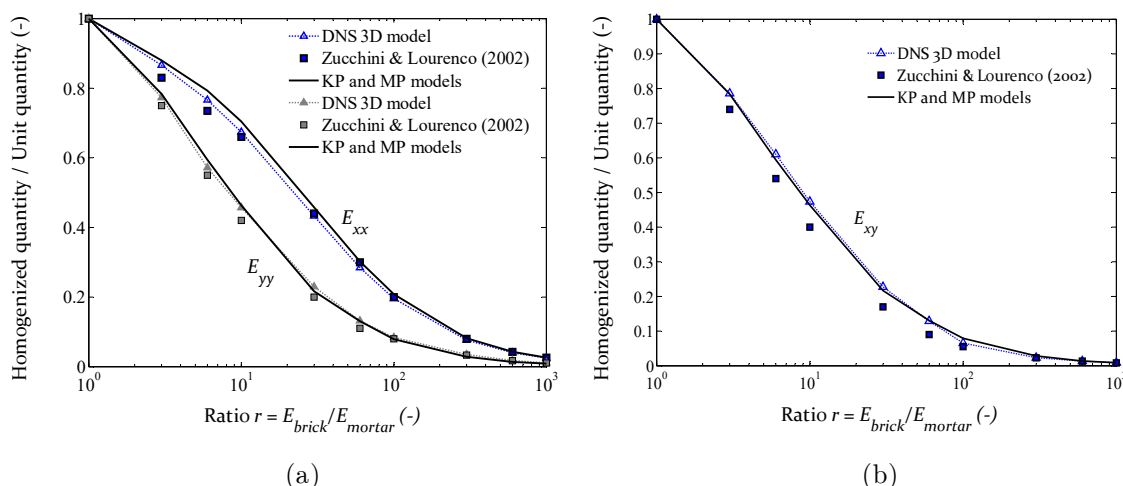 DNS 3D model
Zucchini & Lourenco (2002)
KP and MP models
DNS 3D model
Zucchini & Lourenco (2002)
KP and MP models
Homogenized quantity / Unit quantity (-)
1
0.8
0.6
0.4
0.2
0
E_xx
E_yy
10^0 10^1 10^2 10^3
Ratio r = E_brick/E_mortar (-)
(a)
DNS 3D model
Zucchini & Lourenco (2002)
KP and MP models
Homogenized quantity / Unit quantity (-)
1
0.9
0.8
0.7
0.6
0.5
0.4
0.3
0.2
0.1
0
E_xy
10^0 10^1 10^2 10^3
Ratio r = E_brick/E_mortar (-)
(b)